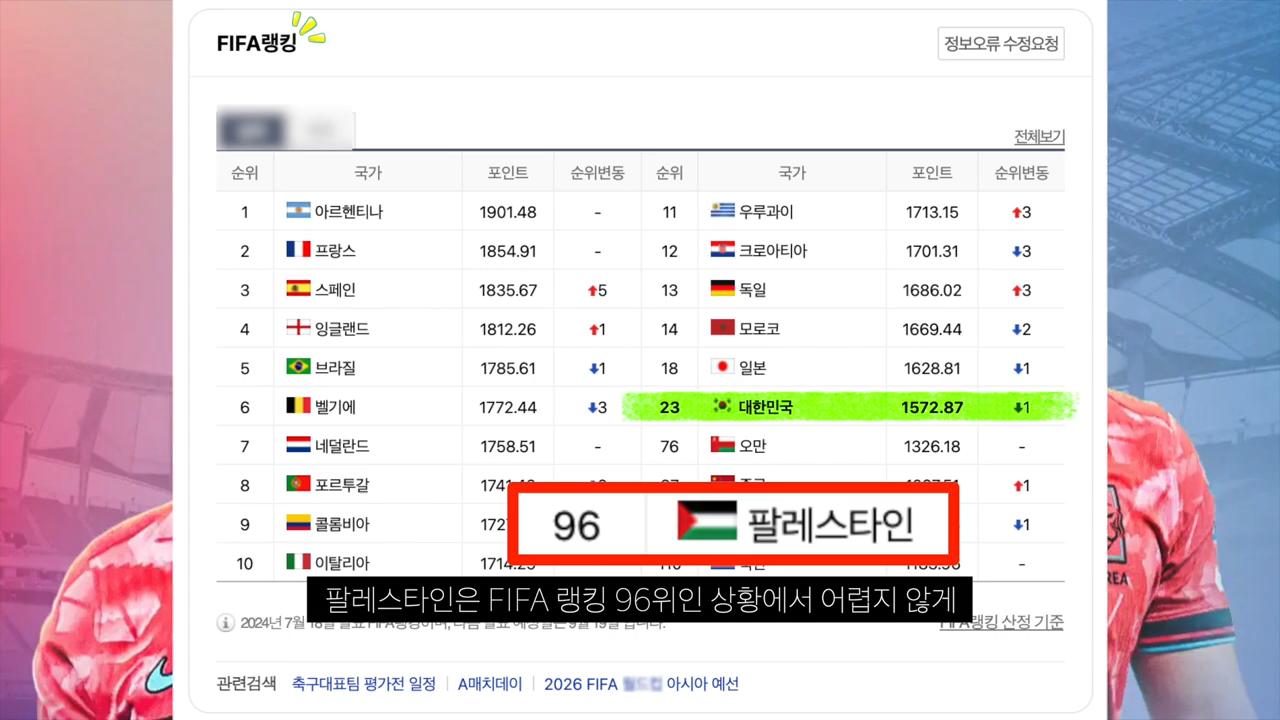 FIFA랭킹
정보오류 수정요청
전체보기
순위 국가 포인트 순위변동 순위 국가 포인트 순위변동
1 아르헨티나 1901.48 - 11 우루과이 1713.15 3
2 프랑스 1854.91 - 12 크로아티아 1701.31 3
3 스페인 1835.67 5 13 독일 1686.02 3
4 잉글랜드 1812.26 1 14 모로코 1669.44 2
5 브라질 1785.61 1 18 일본 1628.81 1
6 벨기에 1772.44 3 23 대한민국 1572.87 1
7 네덜란드 1758.51 - 76 오만 1326.18 -
8 포르투갈 1
9 콜롬비아 1
10 이탈리아 -
96 팔레스타인
팔레스타인은 FIFA 랭킹 96위인 상황에서 어렵지 않게
2024년 7월
FIFA랭킹 산정 기준
관련검색 축구대표팀 평가전 일정 A매치데이 2026 FIFA 아시아 예선